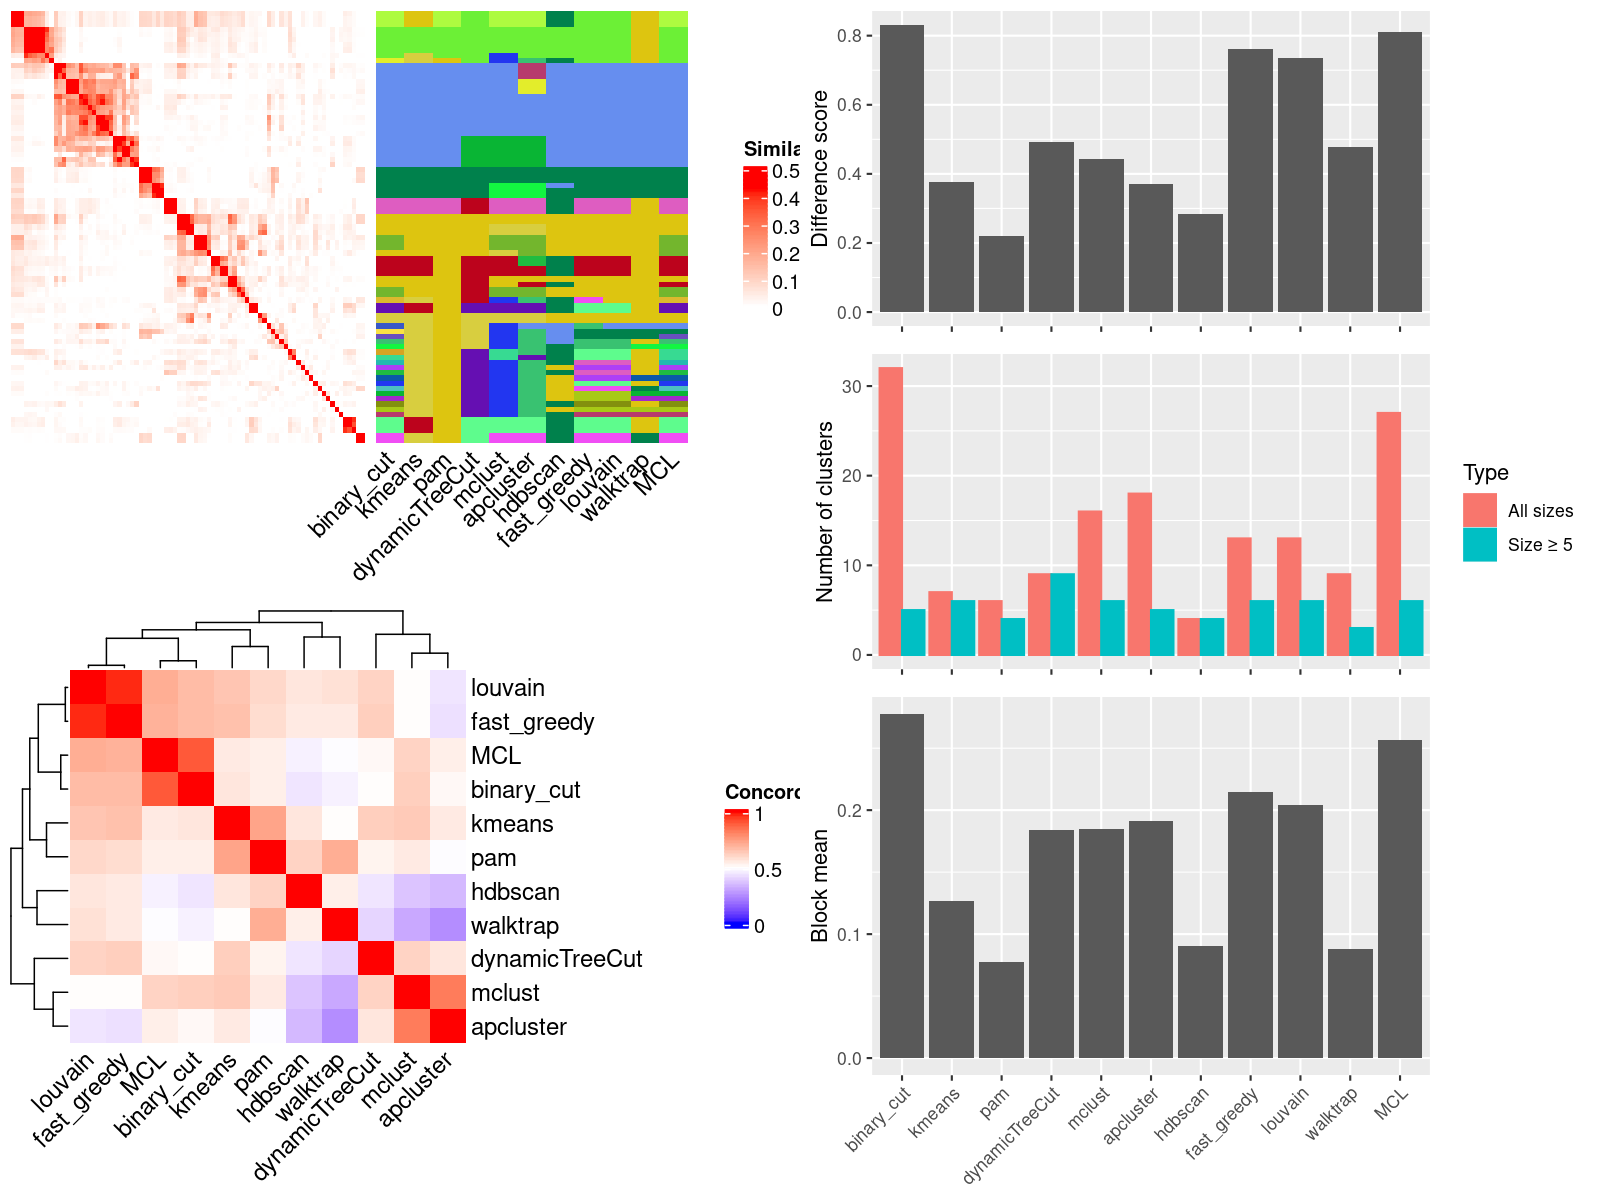 Simila
0.5
0.4
0.3
0.2
0.1
0
binary_cut
kmeans
pam
dynamicTreeCut
mclust
apcluster
hdbscan
fast_greedy
louvain
walktrap
MCL
Difference score
0.8
0.6
0.4
0.2
0.0
Number of clusters
30
20
10
0
Type
All sizes
Size ≥ 5
louvain
fast_greedy
MCL
binary_cut
kmeans
pam
hdbscan
walktrap
dynamicTreeCut
mclust
apcluster
louvain
fast_greedy
MCL
binary_cut
kmeans
pam
hdbscan
walktrap
dynamicTreeCut
mclust
apcluster
Concord
1
0.5
0
Block mean
0.2
0.1
0.0
binary_cut
kmeans
pam
dynamicTreeCut
mclust
apcluster
hdbscan
fast_greedy
louvain
walktrap
MCL